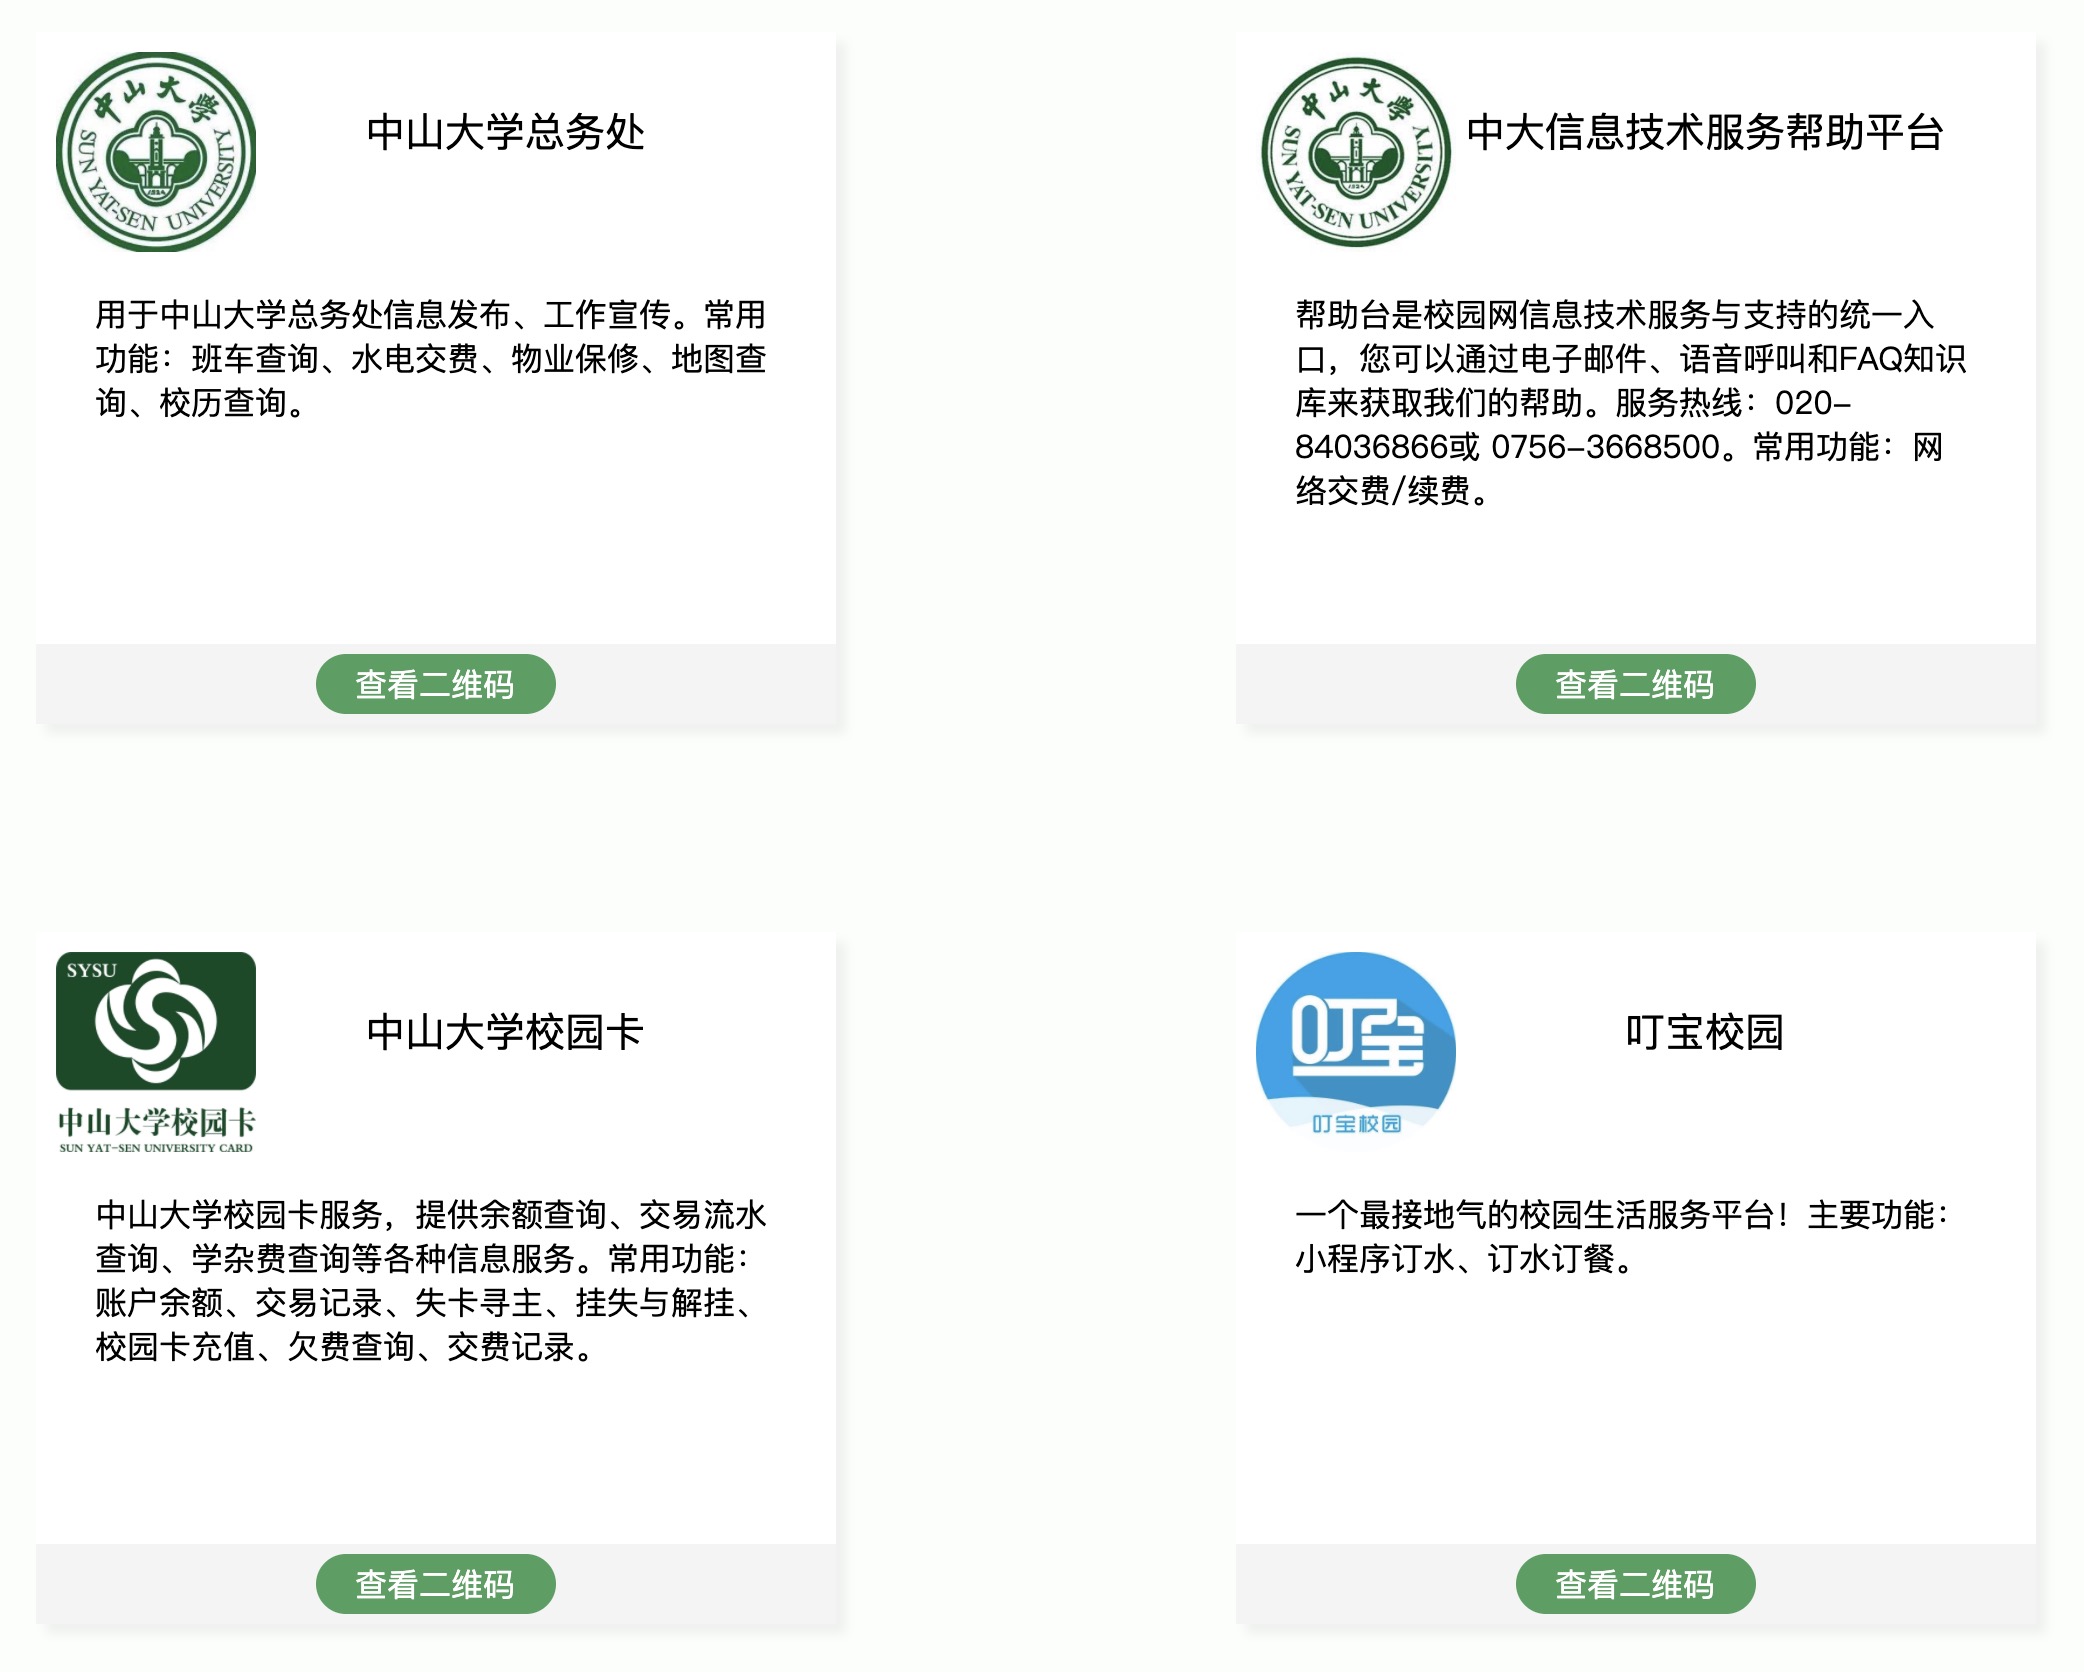 中山大學
SUN YAT-SEN UNIVERSITY
1924
中山大学总务处
用于中山大学总务处信息发布、工作宣传。常用
功能：班车查询、水电交费、物业保修、地图查
询、校历查询。
查看二维码
中山大學
SUN YAT-SEN UNIVERSITY
1924
中大信息技术服务帮助平台
帮助台是校园网信息技术服务与支持的统一入
口，您可以通过电子邮件、语音呼叫和FAQ知识
库来获取我们的帮助。服务热线：020-
84036866或 0756-3668500。常用功能：网
络交费/续费。
查看二维码
SYSU
中山大学校园卡
SUN YAT-SEN UNIVERSITY CARD
中山大学校园卡
中山大学校园卡服务，提供余额查询、交易流水
查询、学杂费查询等各种信息服务。常用功能：
账户余额、交易记录、失卡寻主、挂失与解挂、
校园卡充值、欠费查询、交费记录。
查看二维码
叮宝
叮宝校园
叮宝校园
一个最接地气的校园生活服务平台！主要功能：
小程序订水、订水订餐。
查看二维码